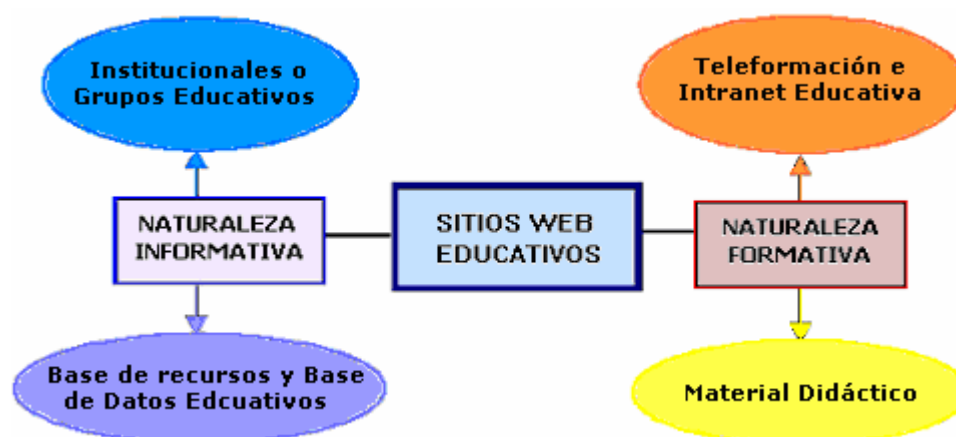 Institucionales o
Grupos Educativos
Teleformación e
Intranet Educativa
NATURALEZA
INFORMATIVA
SITIOS WEB
EDUCATIVOS
NATURALEZA
FORMATIVA
Base de recursos y Base
de Datos Edcuativos
Material Didáctico